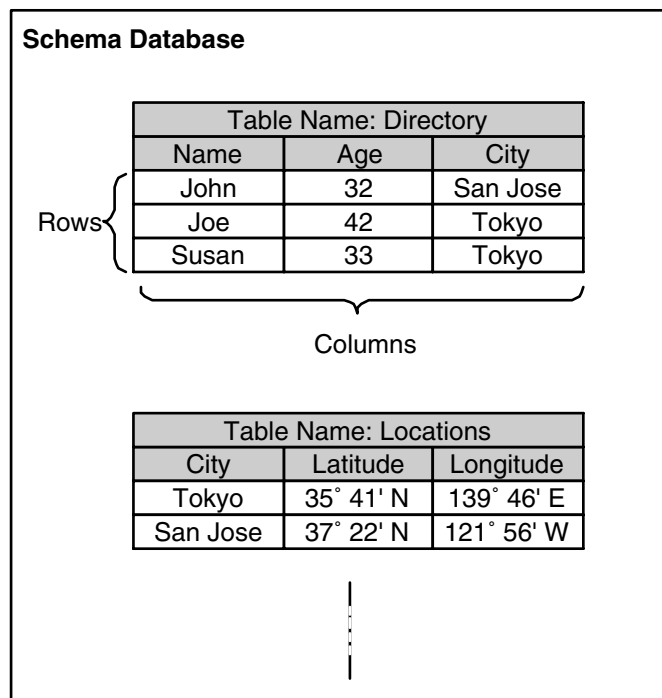 Schema Database
Table Name: Directory
Name Age City
John 32 San Jose
Rows Joe 42 Tokyo
Susan 33 Tokyo
Columns
Table Name: Locations
City Latitude Longitude
Tokyo 35° 41' N 139° 46' E
San Jose 37° 22' N 121° 56' W